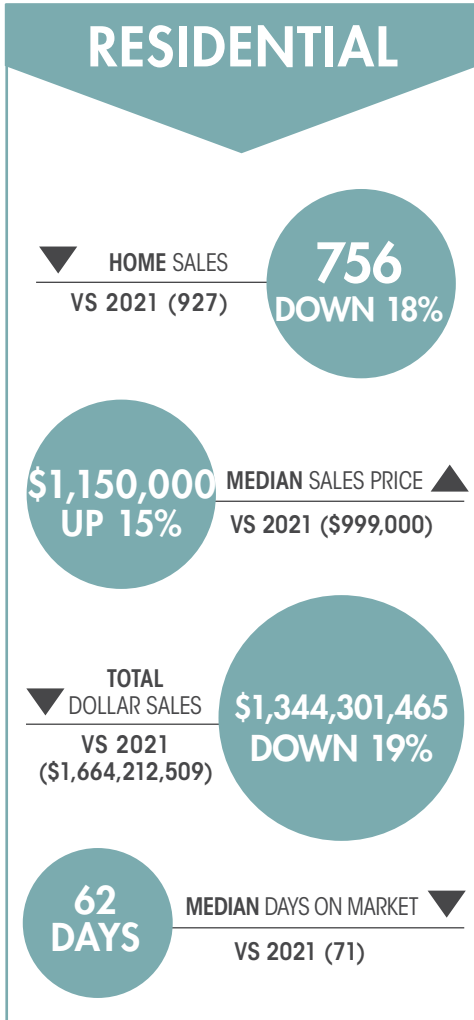 RESIDENTIAL
HOME SALES
VS 2021 (927)
756
DOWN 18%
$1,150,000
UP 15%
MEDIAN SALES PRICE
VS 2021 ($999,000)
TOTAL
DOLLAR SALES
VS 2021
($1,664,212,509)
$1,344,301,465
DOWN 19%
62
DAYS
MEDIAN DAYS ON MARKET
VS 2021 (71)